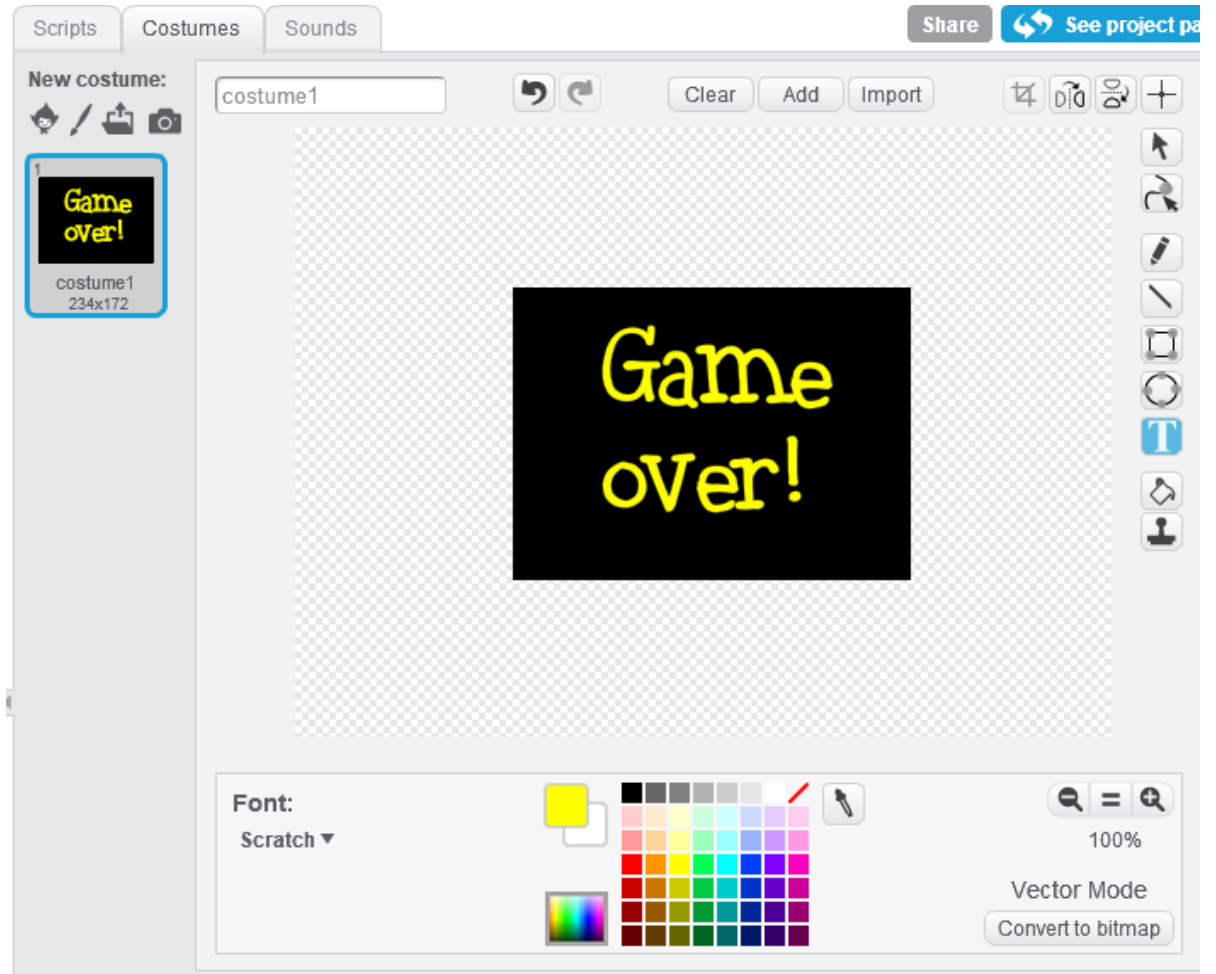 Scripts Costumes Sounds Share See project pa
New costume:
costume1 Clear Add Import
1
Game
over!
costume1
234x172
Game
over!
T
Font:
Scratch
100%
Vector Mode
Convert to bitmap